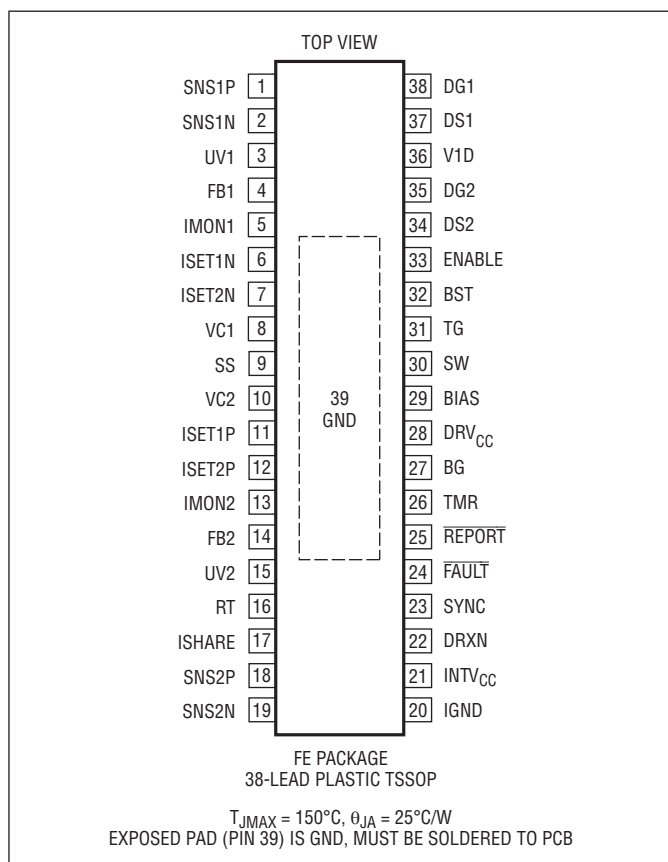 TOP VIEW
SNS1P 1
SNS1N 2
UV1 3
FB1 4
IMON1 5
ISET1N 6
ISET2N 7
VC1 8
SS 9
VC2 10
ISET1P 11
ISET2P 12
IMON2 13
FB2 14
UV2 15
RT 16
ISHARE 17
SNS2P 18
SNS2N 19
39
GND
38 DG1
37 DS1
36 V1D
35 DG2
34 DS2
33 ENABLE
32 BST
31 TG
30 SW
29 BIAS
28 DRVCC
27 BG
26 TMR
25 REPORT
24 FAULT
23 SYNC
22 DRXN
21 INTVCC
20 IGND
FE PACKAGE
38-LEAD PLASTIC TSSOP
TJMAX = 150°C, θJA = 25°C/W
EXPOSED PAD (PIN 39) IS GND, MUST BE SOLDERED TO PCB